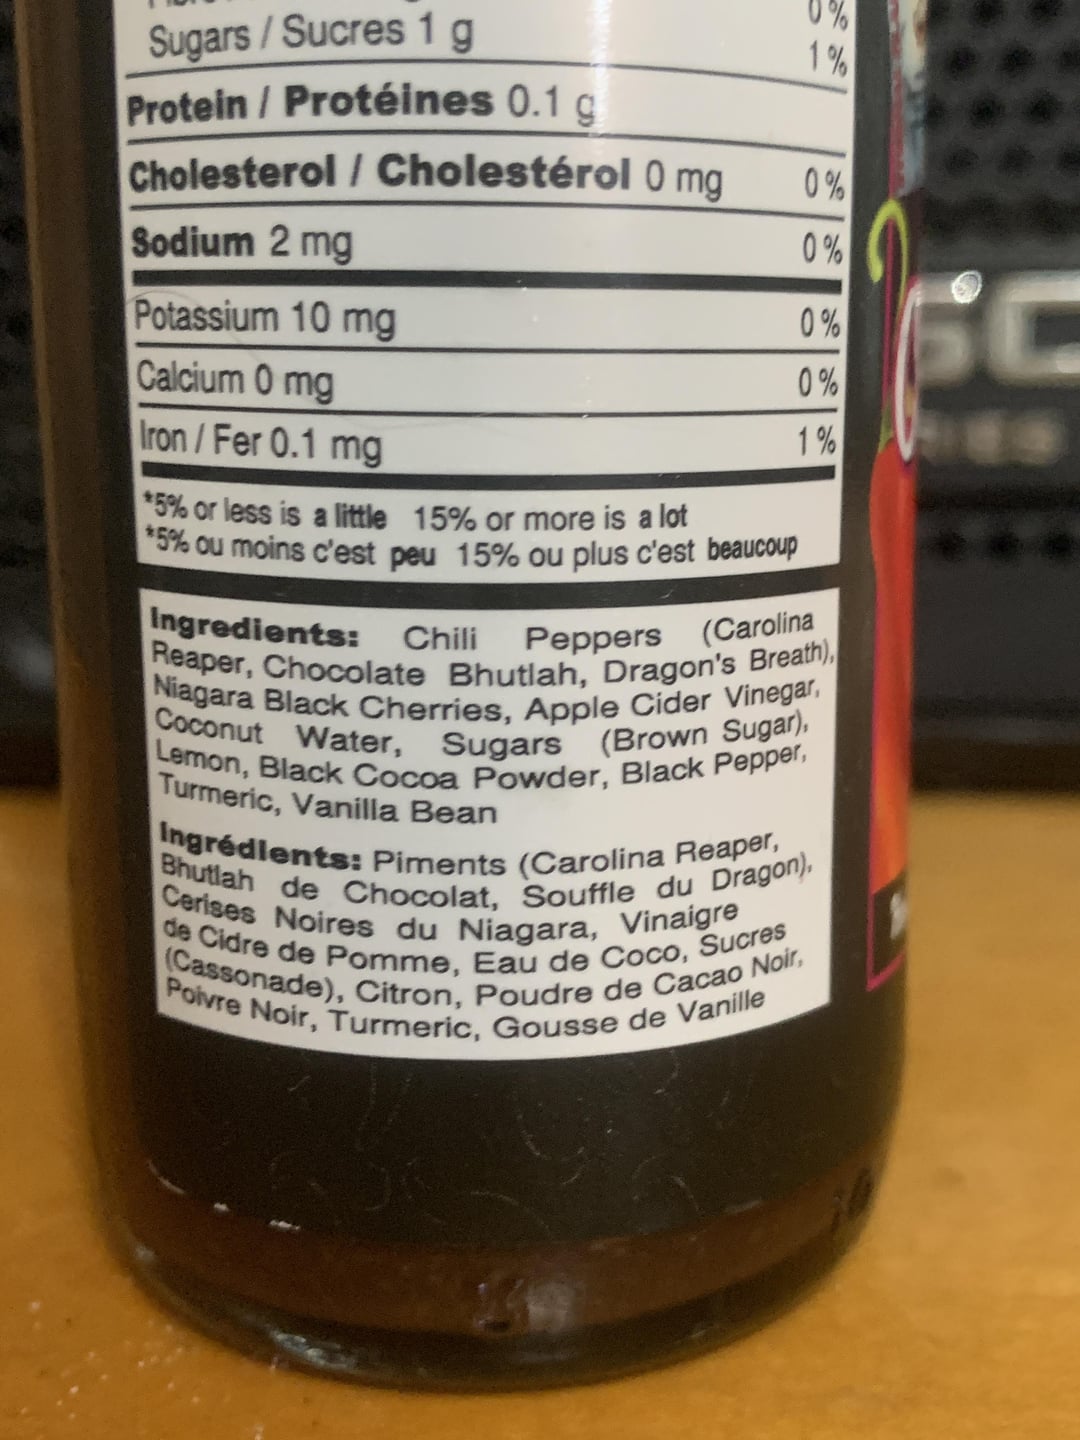 0 %
Sugars / Sucres 1 g 1 %
Protein / Protéines 0.1 g
Cholesterol / Cholestérol 0 mg 0 %
Sodium 2 mg 0 %
Potassium 10 mg 0 %
Calcium 0 mg 0 %
Iron / Fer 0.1 mg 1 %
*5% or less is a little 15% or more is a lot
*5% ou moins c'est peu 15% ou plus c'est beaucoup
Ingredients: Chili Peppers (Carolina
Reaper, Chocolate Bhutlah, Dragon's Breath),
Niagara Black Cherries, Apple Cider Vinegar,
Coconut Water, Sugars (Brown Sugar),
Lemon, Black Cocoa Powder, Black Pepper,
Turmeric, Vanilla Bean
Ingrédients: Piments (Carolina Reaper,
Bhutlah de Chocolat, Souffle du Dragon),
Cerises Noires du Niagara, Vinaigre
de Cidre de Pomme, Eau de Coco, Sucres
(Cassonade), Citron, Poudre de Cacao Noir,
Poivre Noir, Turmeric, Gousse de Vanille